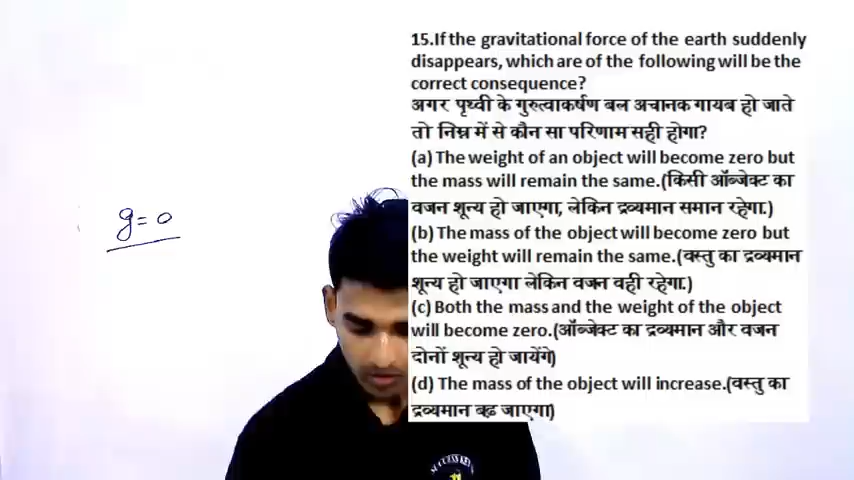 15.If the gravitational force of the earth suddenly
disappears, which are of the following will be the
correct consequence?
अगर पृथ्वी के गुरुत्वाकर्षण बल अचानक गायब हो जाते
तो निम्न में से कौन सा परिणाम सही होगा?
(a) The weight of an object will become zero but
the mass will remain the same.(किसी ऑब्जेक्ट का
वजन शून्य हो जाएगा, लेकिन द्रव्यमान समान रहेगा.)
(b) The mass of the object will become zero but
the weight will remain the same.(वस्तु का द्रव्यमान
शून्य हो जाएगा लेकिन वजन वही रहेगा.)
(c) Both the mass and the weight of the object
will become zero.(ऑब्जेक्ट का द्रव्यमान और वजन
दोनों शून्य हो जायेंगे)
(d) The mass of the object will increase.(वस्तु का
द्रव्यमान बढ़ जाएगा)
g = 0